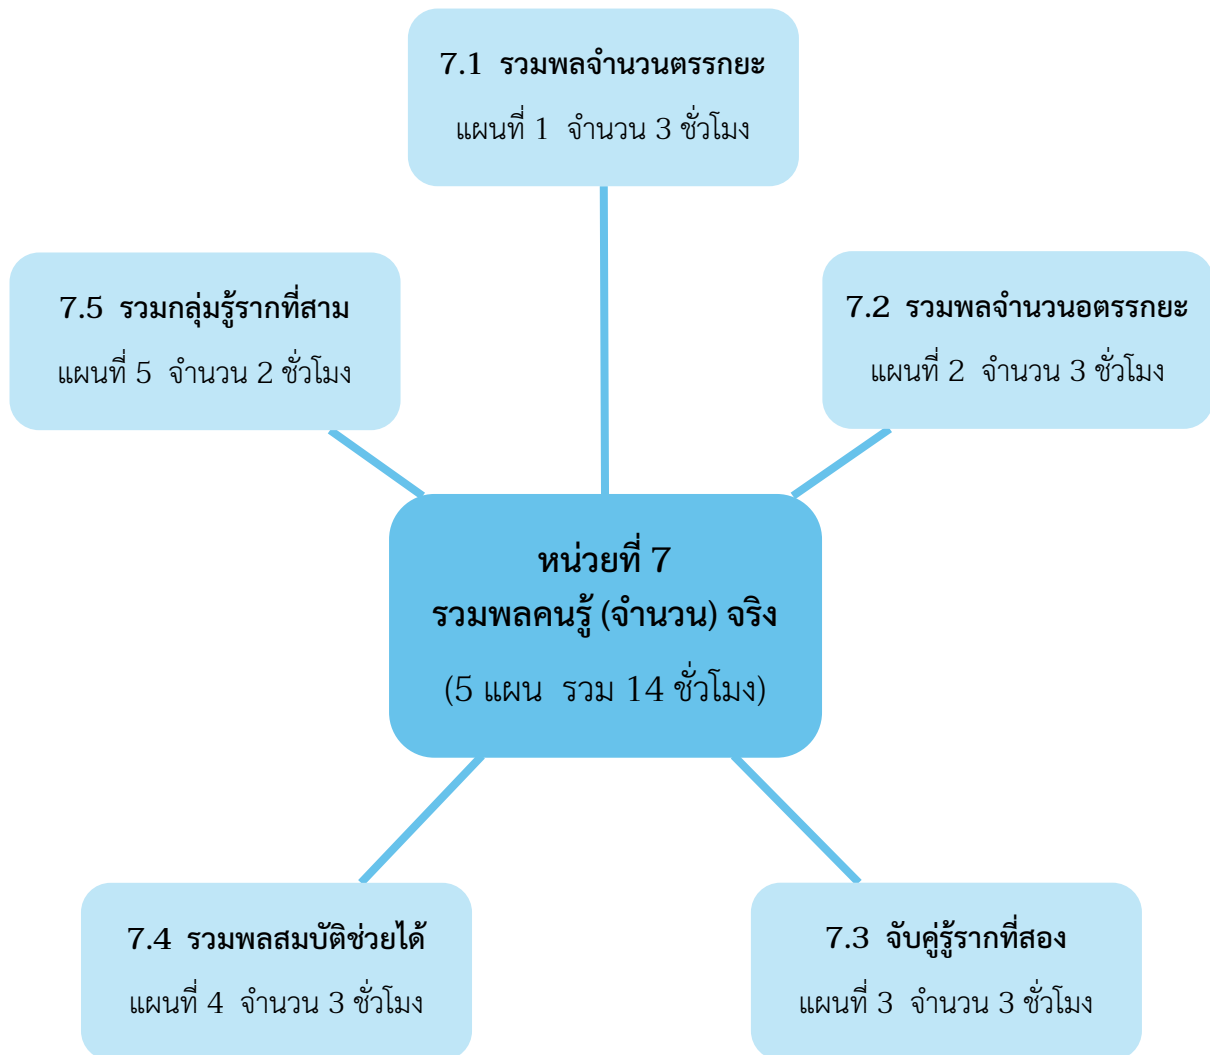 7.1 รวมพลจำนวนตรรกยะ
แผนที่ 1 จำนวน 3 ชั่วโมง
7.5 รวมกลุ่มรู้รากที่สาม
แผนที่ 5 จำนวน 2 ชั่วโมง
7.2 รวมพลจำนวนอตรรกยะ
แผนที่ 2 จำนวน 3 ชั่วโมง
หน่วยที่ 7
รวมพลคนรู้ (จำนวน) จริง
(5 แผน รวม 14 ชั่วโมง)
7.4 รวมพลสมบัติช่วยได้
แผนที่ 4 จำนวน 3 ชั่วโมง
7.3 จับคู่รู้รากที่สอง
แผนที่ 3 จำนวน 3 ชั่วโมง